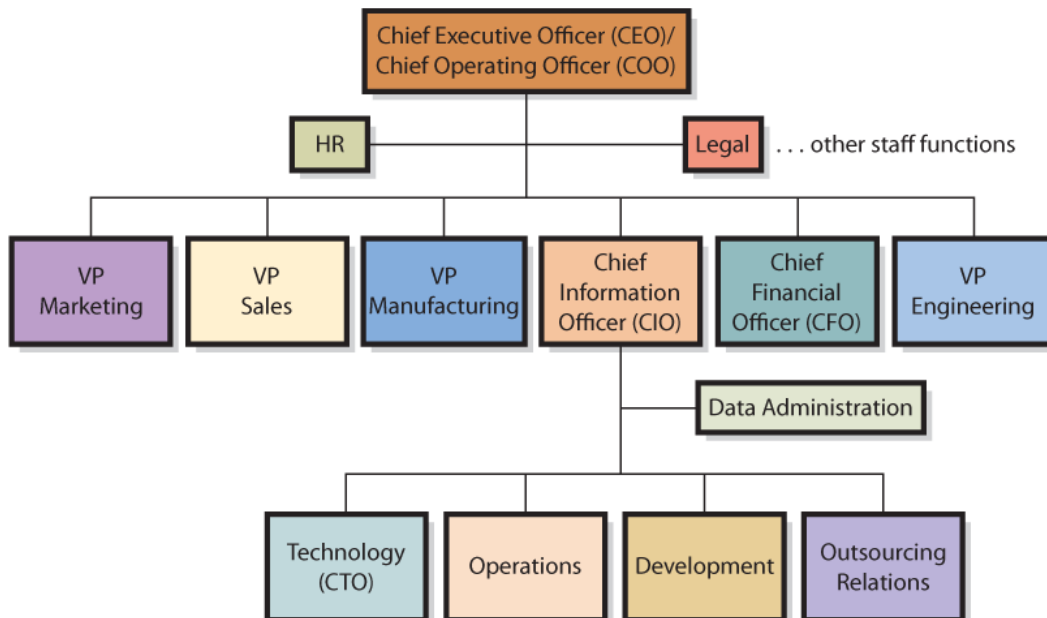 Chief Executive Officer (CEO)/
Chief Operating Officer (COO)
HR
Legal
. . . other staff functions
VP
Marketing
VP
Sales
VP
Manufacturing
Chief
Information
Officer (CIO)
Chief
Financial
Officer (CFO)
VP
Engineering
Data Administration
Technology
(CTO)
Operations
Development
Outsourcing
Relations